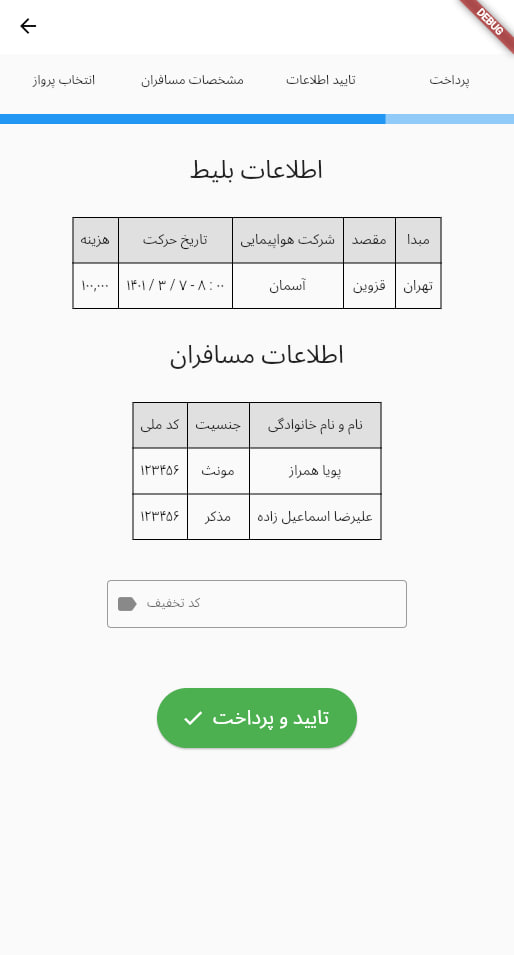 DEBUG
انتخاب پرواز
مشخصات مسافران
تایید اطلاعات
پرداخت
اطلاعات بلیط
مبدا مقصد شرکت هواپیمایی تاریخ حرکت هزینه
تهران قزوین آسمان ۱۴۰۱ / ۳ / ۷ - ۸ : ۰۰ ۱۰۰,۰۰۰
اطلاعات مسافران
نام و نام خانوادگی جنسیت کد ملی
پویا همراز مونث ۱۲۳۴۵۶
علیرضا اسماعیل زاده مذکر ۱۲۳۴۵۶
کد تخفیف
تایید و پرداخت